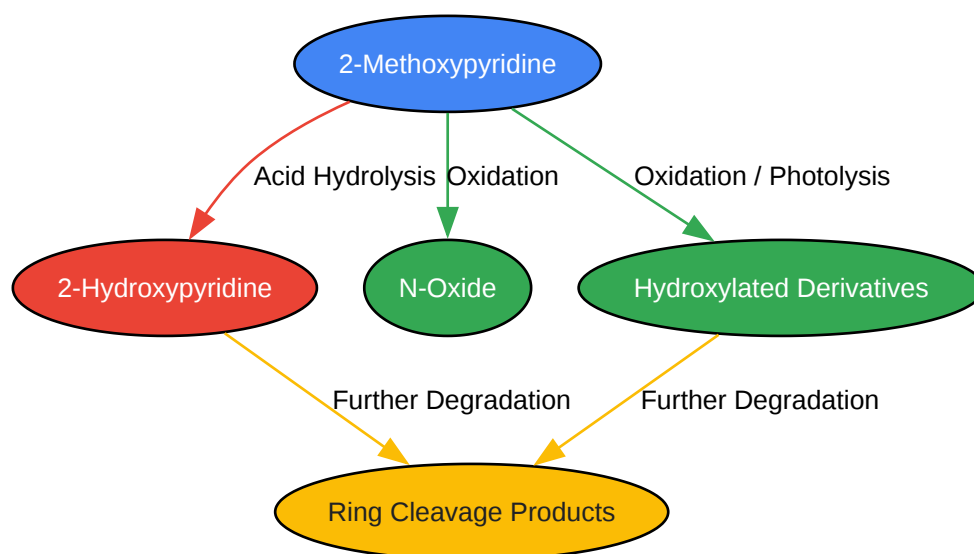 2-Methoxypyridine
Acid Hydrolysis
Oxidation
Oxidation / Photolysis
2-Hydroxypyridine
N-Oxide
Hydroxylated Derivatives
Further Degradation
Further Degradation
Ring Cleavage Products